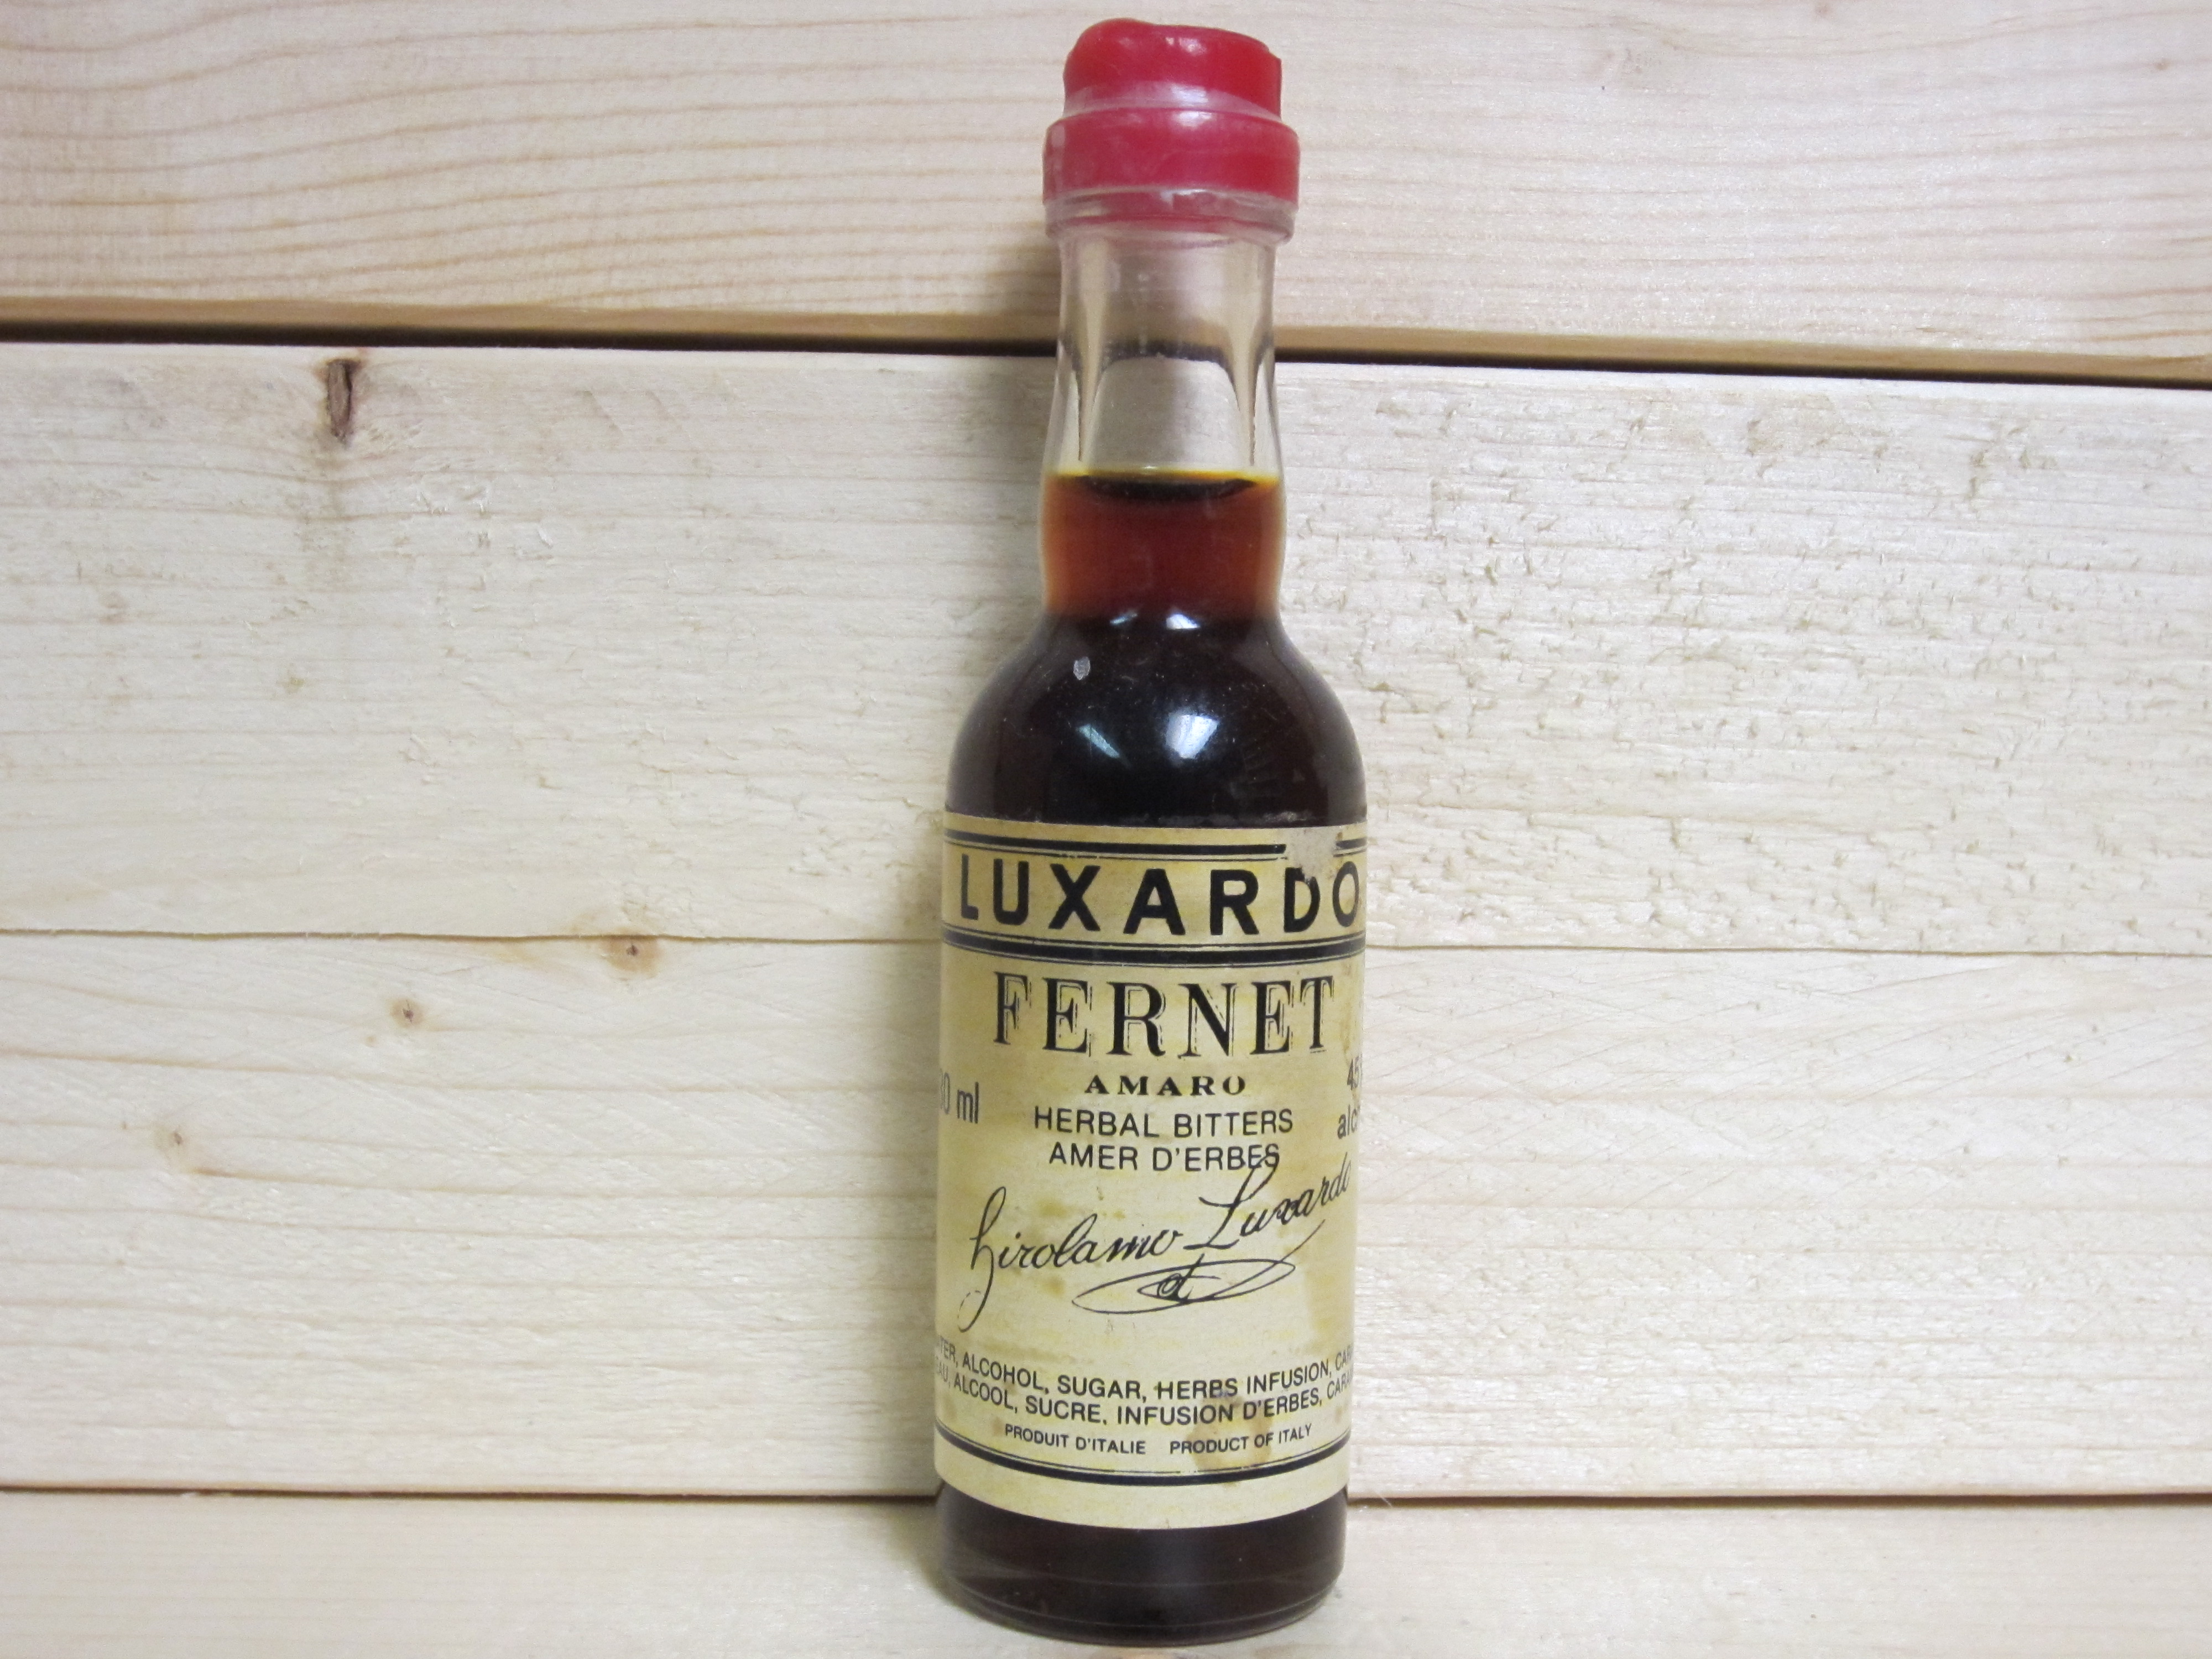 LUXARDO
FERNET
AMARO
ml
HERBAL BITTERS
AMER D'ERBES
Girolamo Luxardo
ALCOHOL, SUGAR, HERBS INFUSION,
ALCOOL, SUCRE, INFUSION D'ERBES,
PRODUIT D'ITALIE PRODUCT OF ITALY